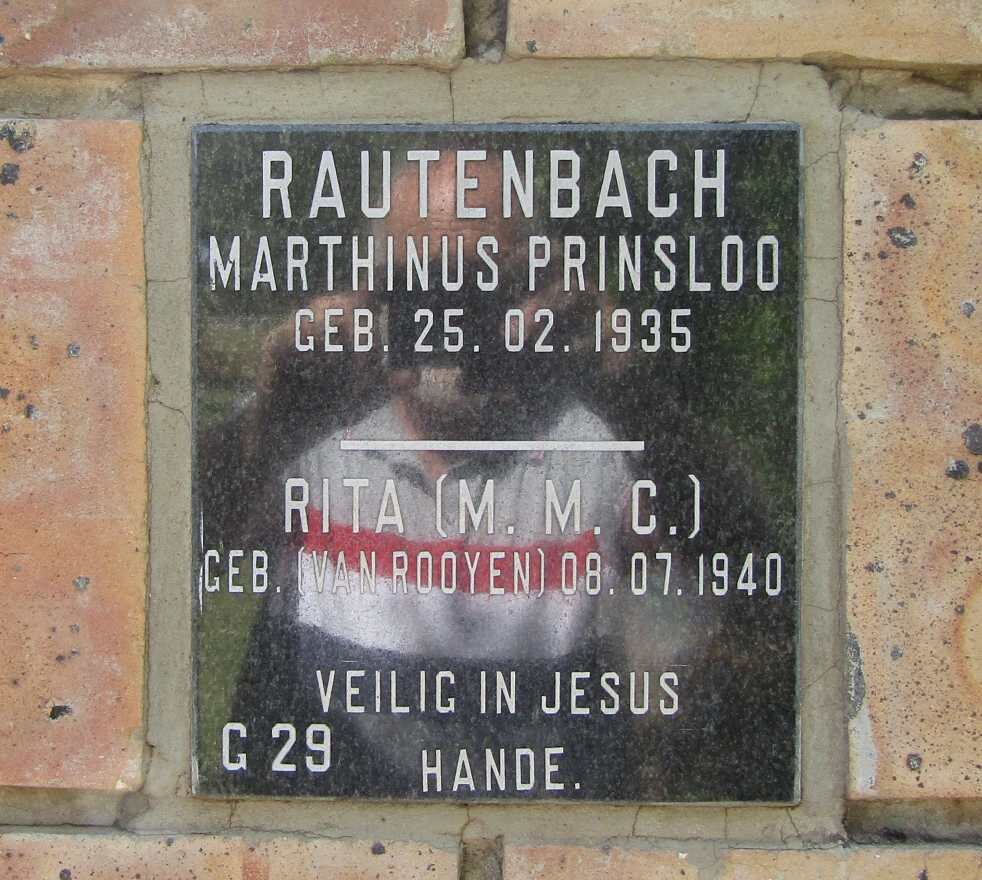 RAUTENBACH
MARTHINUS PRINSLOO
GEB. 25. 02. 1935
RITA (M. M. C.)
GEB. (VAN ROOYEN) 08. 07. 1940
VEILIG IN JESUS
G 29
HANDE.